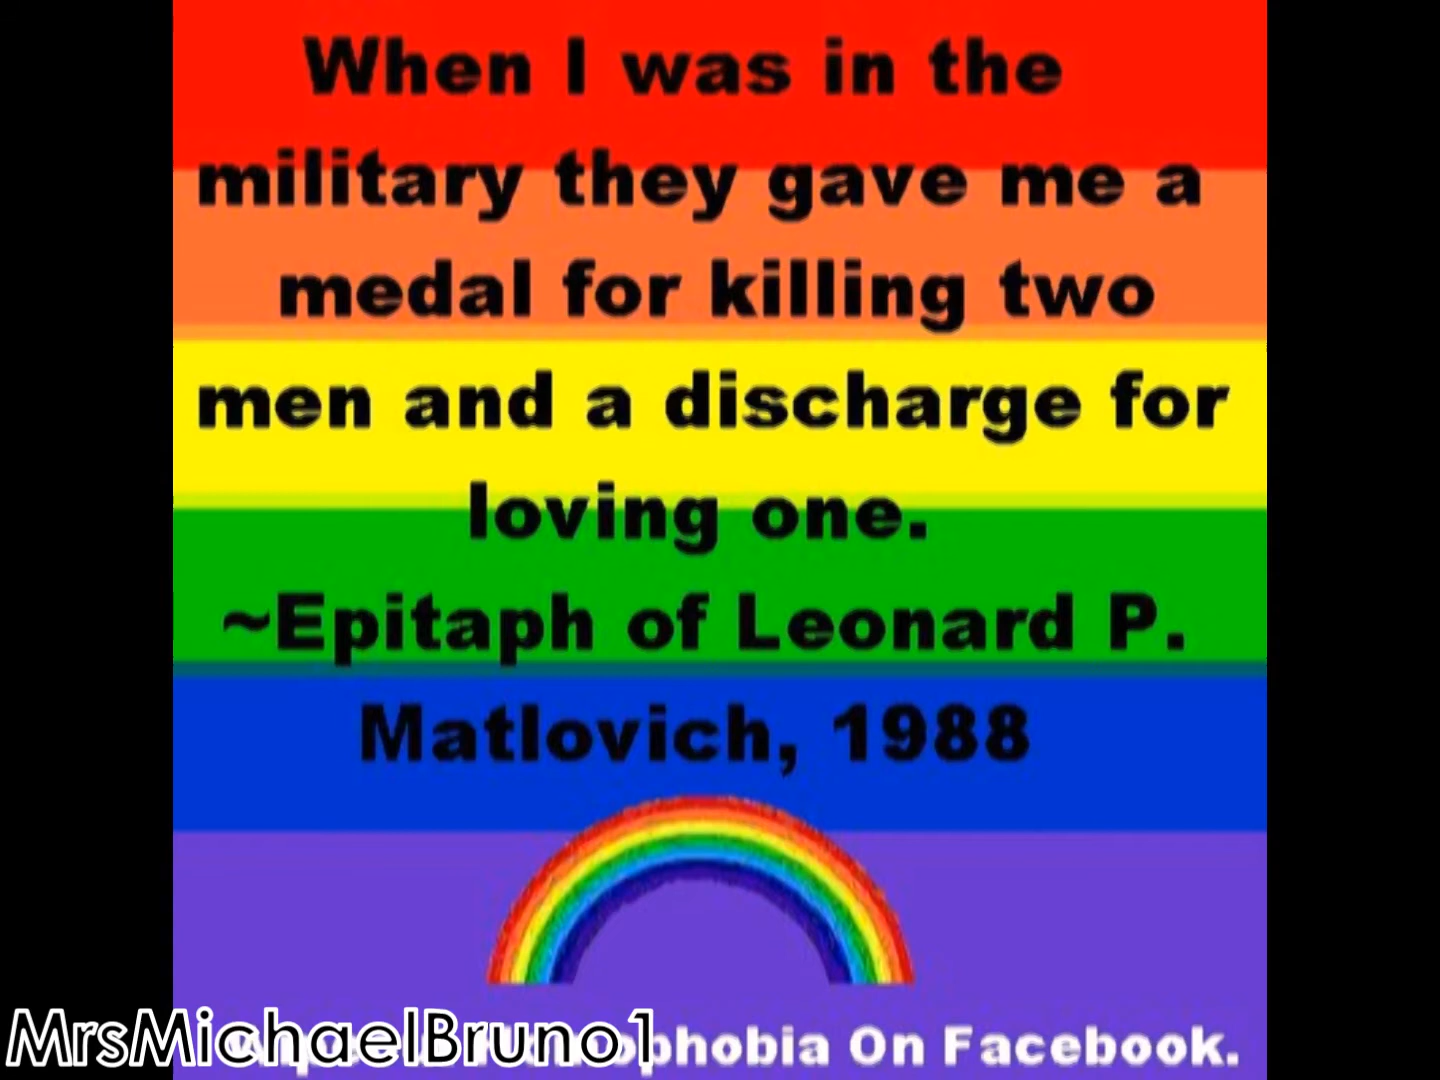 When I was in the
military they gave me a
medal for killing two
men and a discharge for
loving one.
~Epitaph of Leonard P.
Matlovich, 1988
MrsMichaelBruno1
On Facebook.